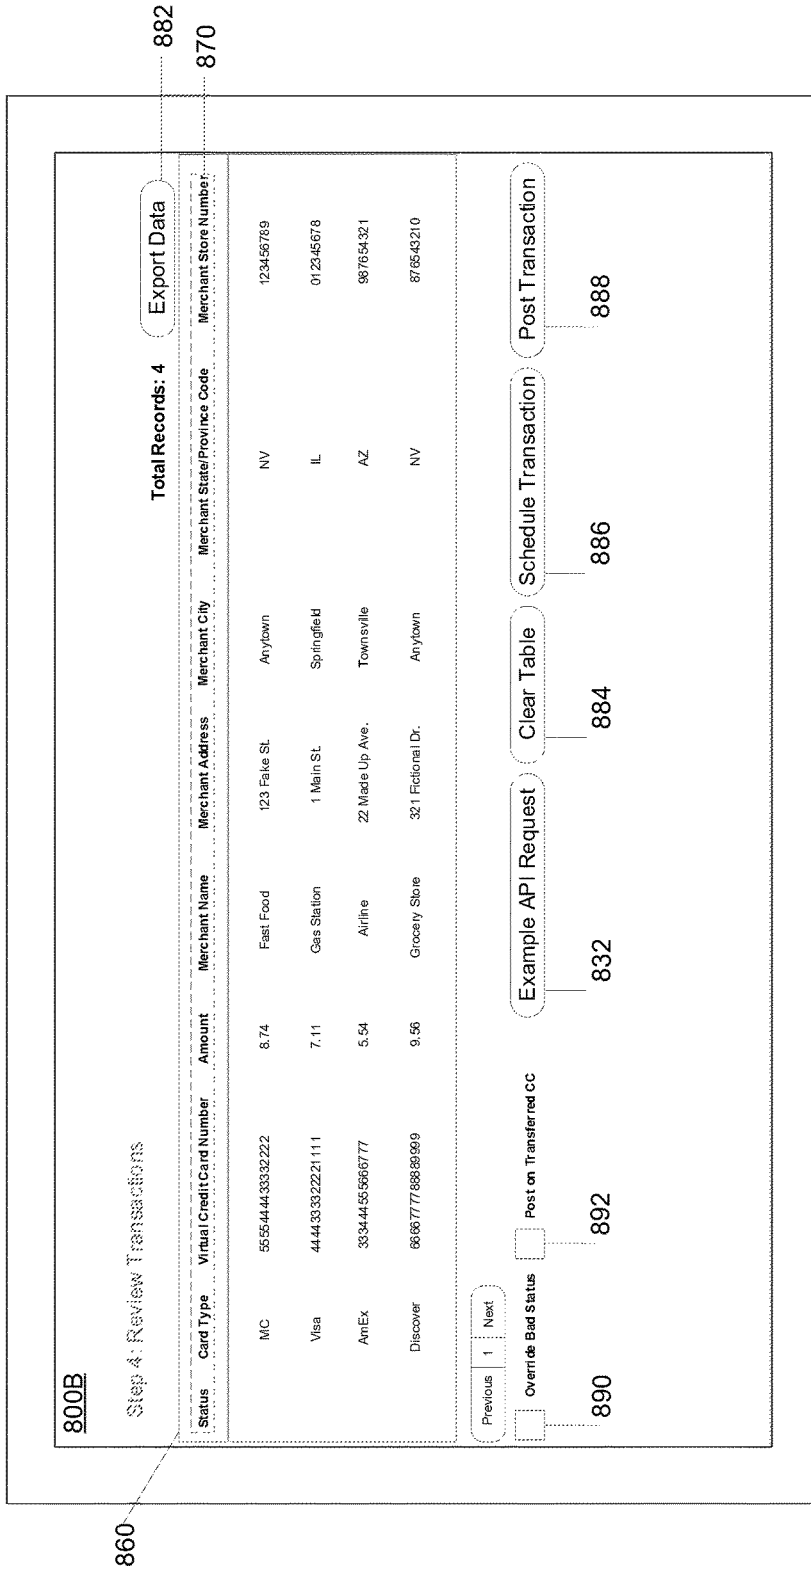 800B
Step 4: Review Transactions
Total Records: 4
Export Data
882
870
860
Status Card Type Virtual Credit Card Number Amount Merchant Name Merchant Address Merchant City Merchant State/Province Code Merchant Store Number
MC 5555444433332222 8.74 Fast Food 123 Fake St. Anytown NV 123456789
Visa 4444333322221111 7.11 Gas Station 1 Main St. Springfield IL 012345678
AmEx 333444555666777 5.54 Airline 22 Made Up Ave. Townsville AZ 987654321
Discover 6666777788889999 9.56 Grocery Store 321 Fictional Dr. Anytown NV 876543210
Previous 1 Next
Override Bad Status Post on Transferred CC Example API Request Clear Table Schedule Transaction Post Transaction
890 892 832 884 886 888